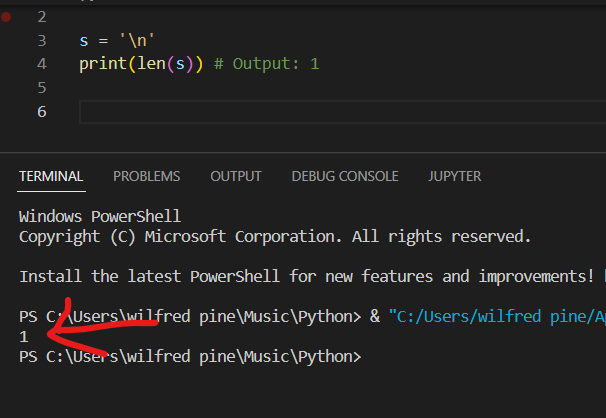 2
3 s = '\n'
4 print(len(s)) # Output: 1
5
6
TERMINAL PROBLEMS OUTPUT DEBUG CONSOLE JUPYTER
Windows PowerShell
Copyright (C) Microsoft Corporation. All rights reserved.
Install the latest PowerShell for new features and improvements!
PS C:\Users\wilfred pine\Music\Python> & "C:/Users/wilfred pine/Ap
1
PS C:\Users\wilfred pine\Music\Python>